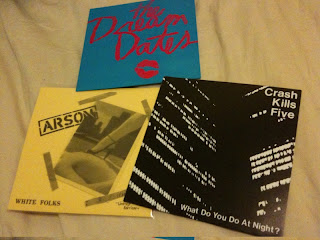 The
Dream
Dates
ARSON
WHITE FOLKS
Crash
Kills
Five
What Do You Do At Night?